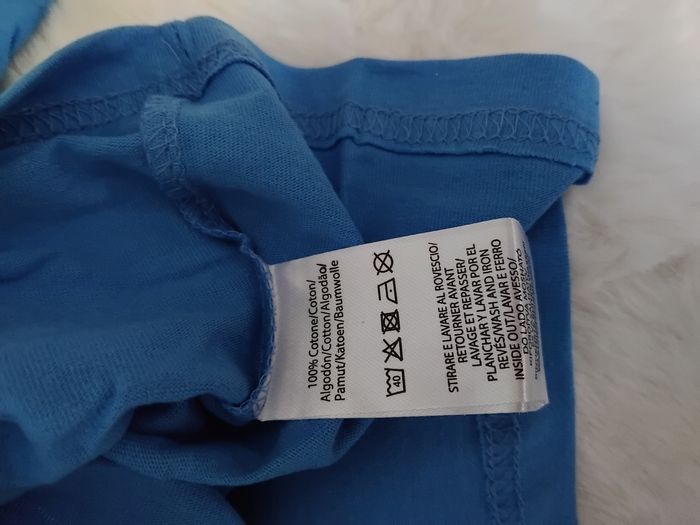 100% Cotone/Coton/
Algodón/Cotton/Algodão/
Pamut/Katoen/Baumwolle
40
STIRARE E LAVARE AL ROVESCIO/
RETOURNER AVANT
LAVAGE ET REPASSER/
PLANCHAR Y LAVAR POR EL
REVÉS/WASH AND IRON
INSIDE OUT/LAVAR E FERRO
DO LADO AVESSO/